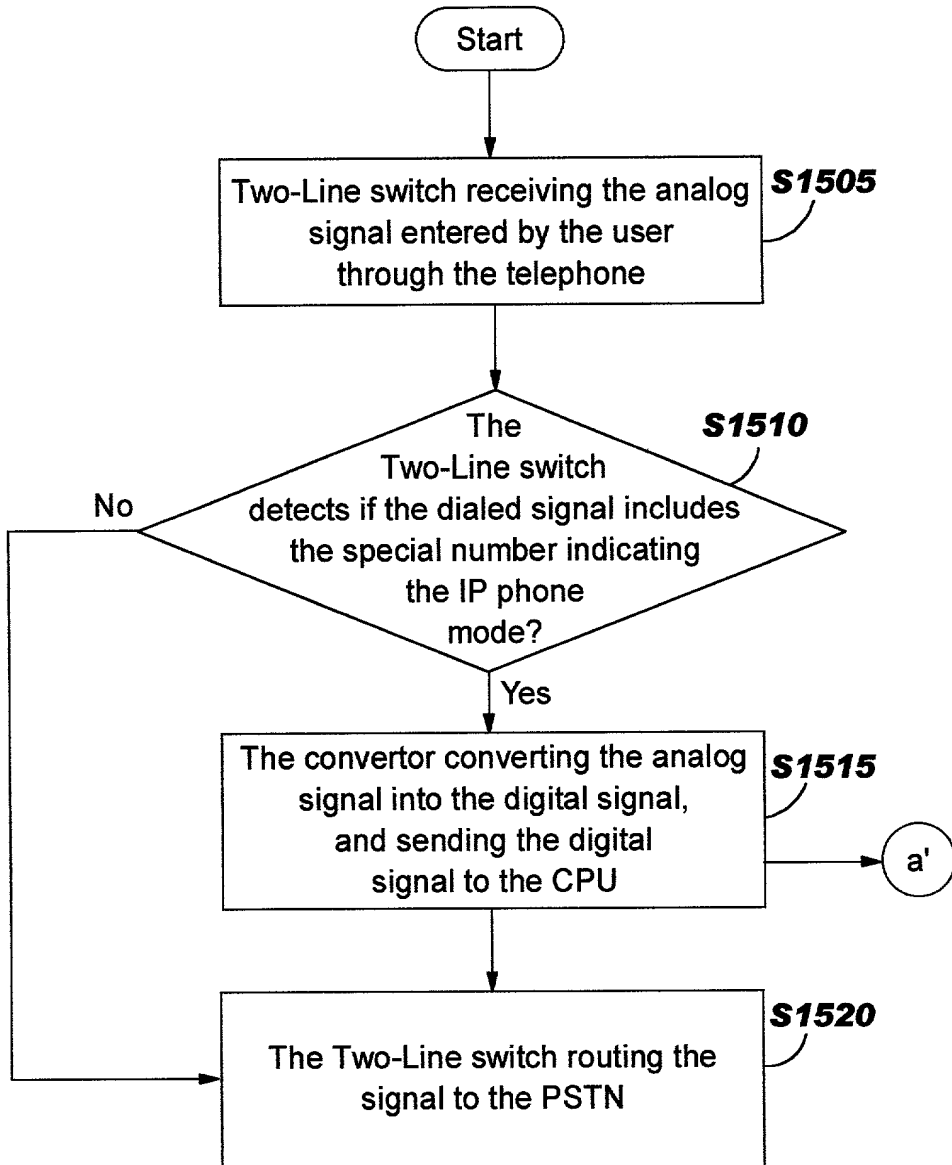 Start
Two-Line switch receiving the analog
signal entered by the user
through the telephone
S1505
The
Two-Line switch
detects if the dialed signal includes
the special number indicating
the IP phone
mode?
S1510
No
Yes
The convertor converting the analog
signal into the digital signal,
and sending the digital
signal to the CPU
S1515
a'
The Two-Line switch routing the
signal to the PSTN
S1520